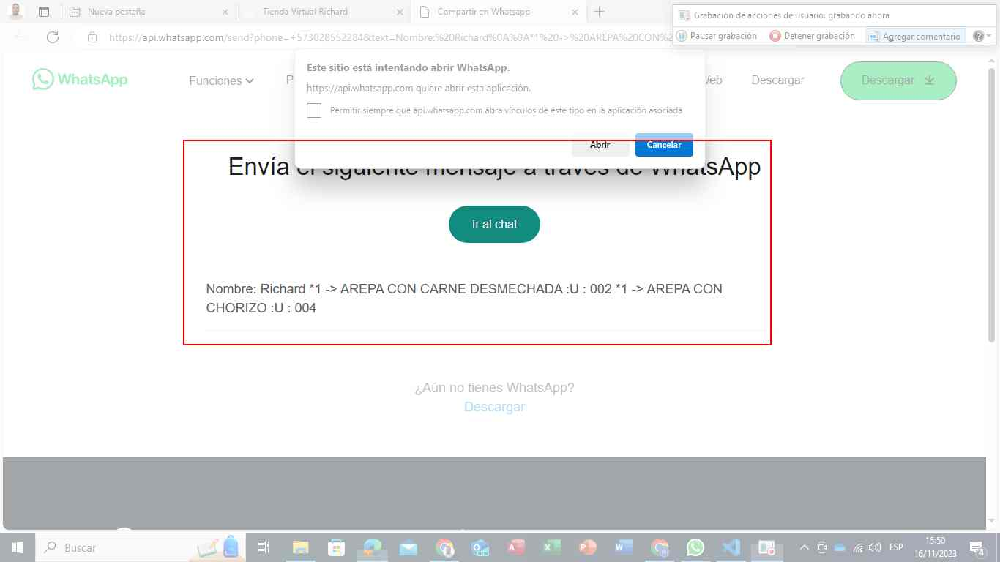 Nueva pestaña
Tienda Virtual Richard
Compartir en Whatsapp
Grabación de acciones de usuario: grabando ahora
Pausar grabación
Detener grabación
Agregar comentario
https://api.whatsapp.com/send?phone=+573028552284&text=Nombre:%20Richard%0A%0A*1%20->%20AREPA%20CON%2
Este sitio está intentando abrir WhatsApp.
https://api.whatsapp.com quiere abrir esta aplicación.
Permitir siempre que api.whatsapp.com abra vínculos de este tipo en la aplicación asociada
Abrir
Cancelar
WhatsApp
Funciones
Descargar
Descargar
Envía el siguiente mensaje a través de WhatsApp
Ir al chat
Nombre: Richard *1 -> AREPA CON CARNE DESMECHADA :U : 002 *1 -> AREPA CON
CHORIZO :U : 004
¿Aún no tienes WhatsApp?
Descargar
Buscar
ESP
15:50
16/11/2023
4